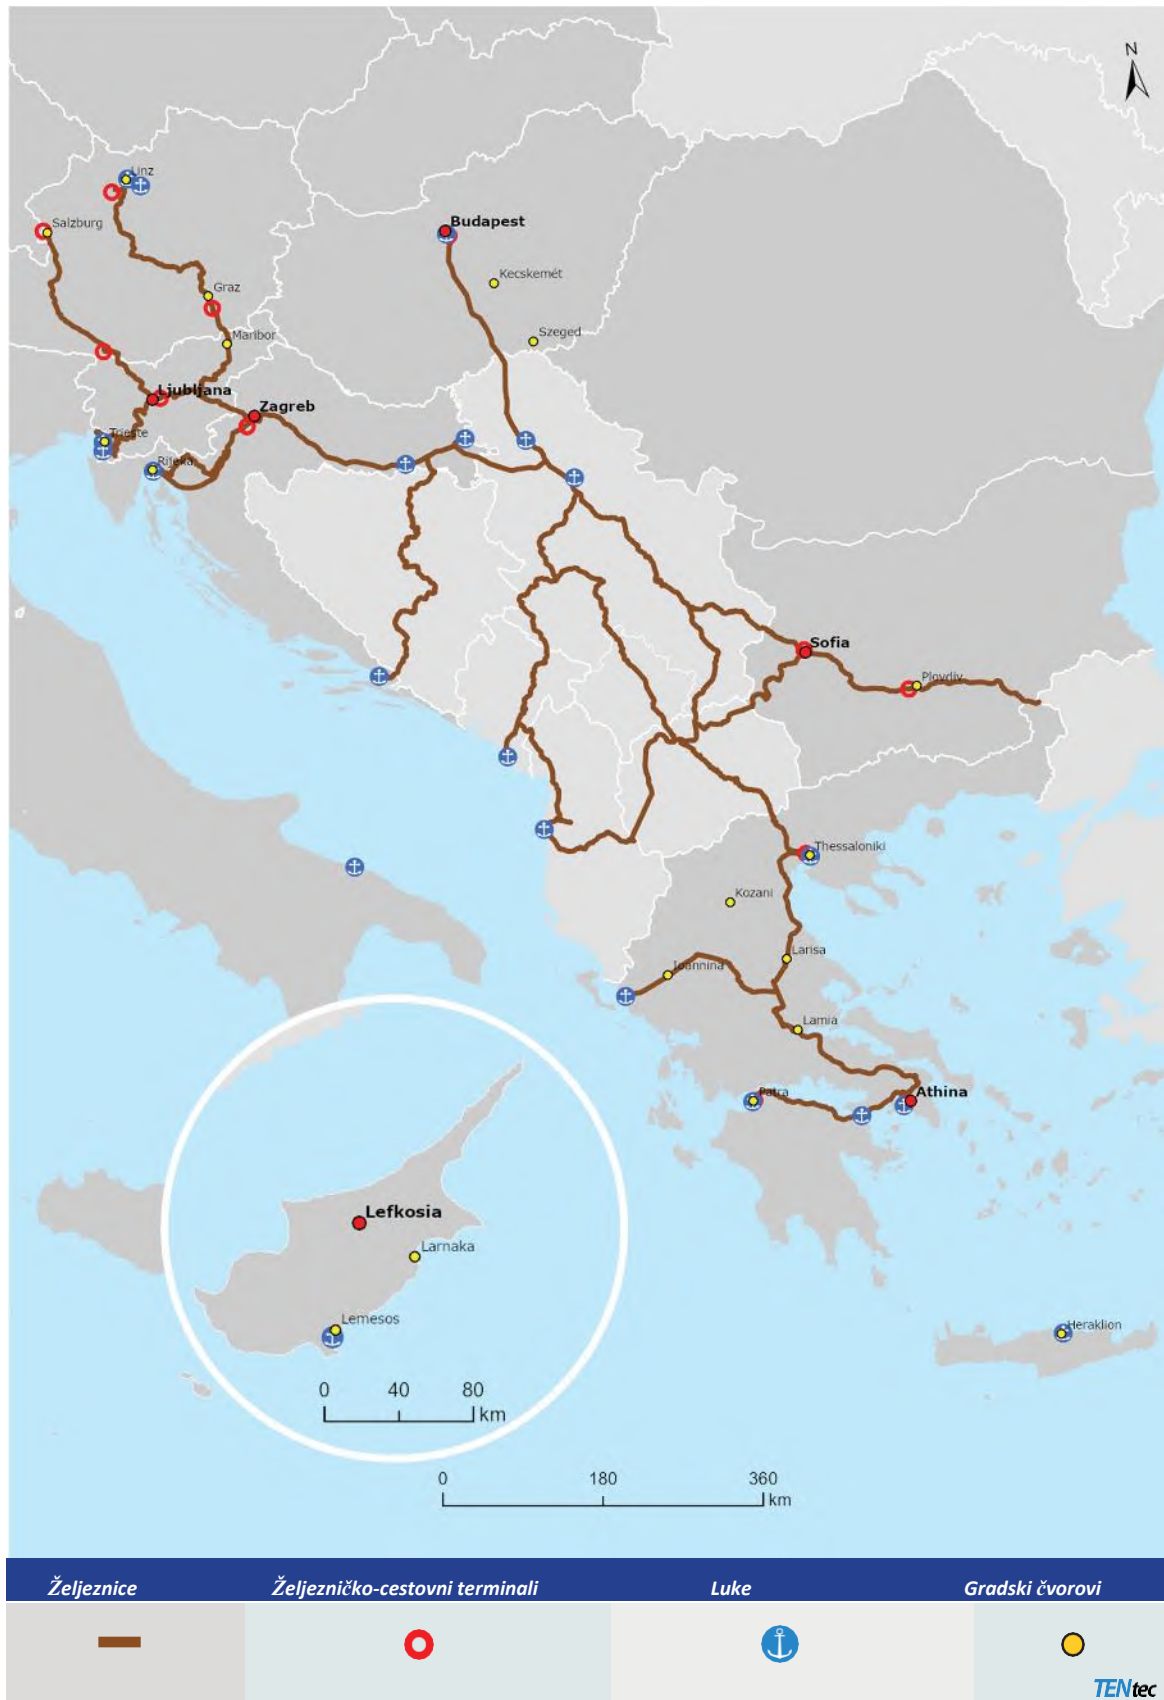 N
Linz
Salzburg
Budapest
Kecskemét
Graz
Szeged
Maribor
Ljubljana
Zagreb
Trieste
Rijeka
Sofia
Plovdiv
Thessaloniki
Kozani
Larisa
Ioannina
Lamia
Athina
Patra
Lefkosia
Larnaka
Lemesos
Heraklion
0 40 80
km
0 180 360
km
Željeznice Željezničko-cestovni terminali Luke Gradski čvorovi
TENtec